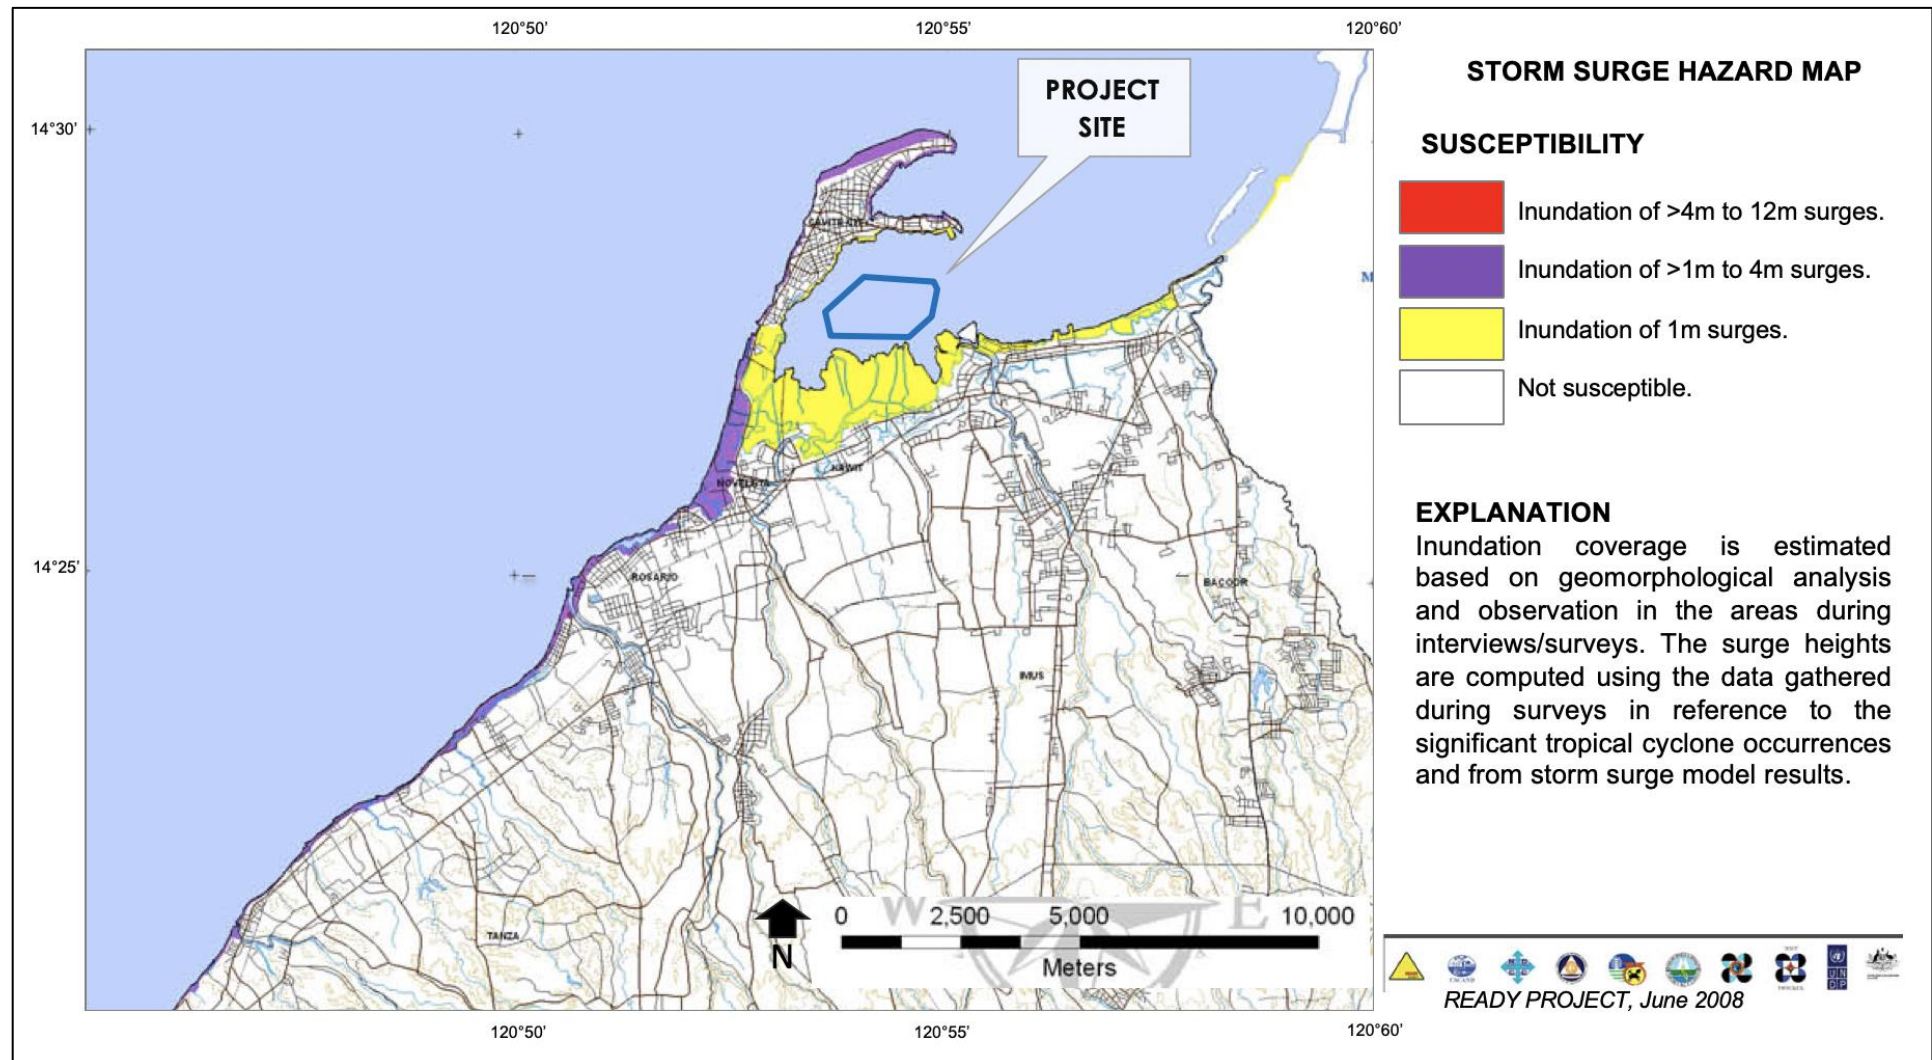 120°50'
120°55'
120°60'
14°30'
PROJECT
SITE
CAVITE NYEL
NOVELETA
KAWIT
14°25'
ROSARIO
BACOOR
IMUS
TANZA
M
W
E
N
0 2,500 5,000 10,000
Meters
120°50'
120°55'
120°60'
STORM SURGE HAZARD MAP
SUSCEPTIBILITY
Inundation of >4m to 12m surges.
Inundation of >1m to 4m surges.
Inundation of 1m surges.
Not susceptible.
EXPLANATION
Inundation coverage is estimated
based on geomorphological analysis
and observation in the areas during
interviews/surveys. The surge heights
are computed using the data gathered
during surveys in reference to the
significant tropical cyclone occurrences
and from storm surge model results.
UN
DP
READY PROJECT, June 2008